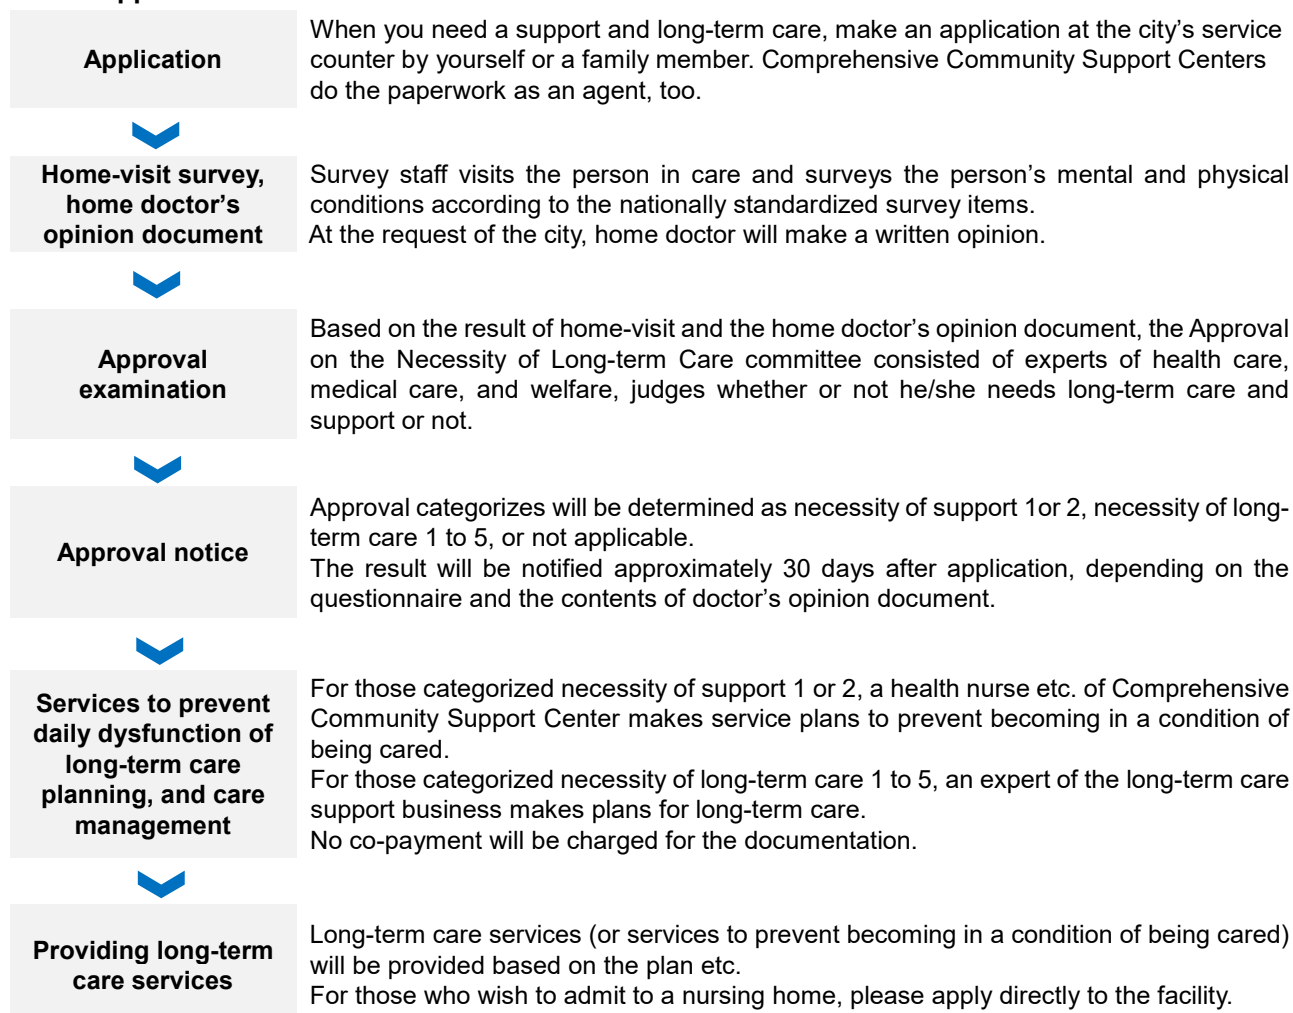 Application
When you need a support and long-term care, make an application at the city's service
counter by yourself or a family member. Comprehensive Community Support Centers
do the paperwork as an agent, too.
Home-visit survey,
home doctor's
opinion document
Survey staff visits the person in care and surveys the person's mental and physical
conditions according to the nationally standardized survey items.
At the request of the city, home doctor will make a written opinion.
Approval
examination
Based on the result of home-visit and the home doctor's opinion document, the Approval
on the Necessity of Long-term Care committee consisted of experts of health care,
medical care, and welfare, judges whether or not he/she needs long-term care and
support or not.
Approval notice
Approval categorizes will be determined as necessity of support 1or 2, necessity of long-
term care 1 to 5, or not applicable.
The result will be notified approximately 30 days after application, depending on the
questionnaire and the contents of doctor's opinion document.
Services to prevent
daily dysfunction of
long-term care
planning, and care
management
For those categorized necessity of support 1 or 2, a health nurse etc. of Comprehensive
Community Support Center makes service plans to prevent becoming in a condition of
being cared.
For those categorized necessity of long-term care 1 to 5, an expert of the long-term care
support business makes plans for long-term care.
No co-payment will be charged for the documentation.
Providing long-term
care services
Long-term care services (or services to prevent becoming in a condition of being cared)
will be provided based on the plan etc.
For those who wish to admit to a nursing home, please apply directly to the facility.